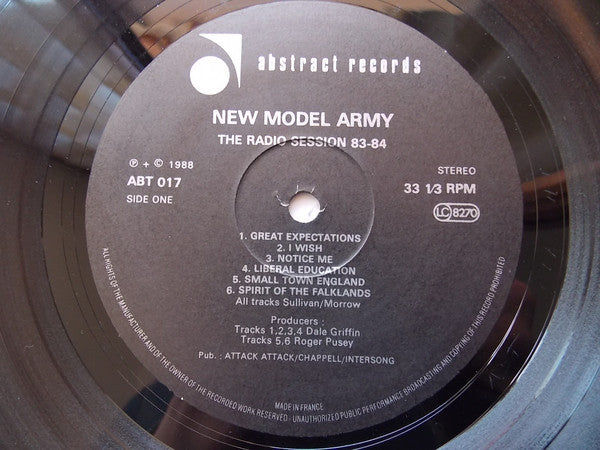 abstract records
NEW MODEL ARMY
THE RADIO SESSION 83-84
℗ + © 1988
ABT 017
SIDE ONE
STEREO
33 1/3 RPM
LC 8270
1. GREAT EXPECTATIONS
2. I WISH
3. NOTICE ME
4. LIBERAL EDUCATION
5. SMALL TOWN ENGLAND
6. SPIRIT OF THE FALKLANDS
All tracks Sullivan/Morrow
Producers :
Tracks 1,2,3,4 Dale Griffin
Tracks 5,6 Roger Pusey
Pub. : ATTACK ATTACK/CHAPPELL/INTERSONG
MADE IN FRANCE
ALL RIGHTS OF THE MANUFACTURER AND OF THE OWNER OF THE RECORDED WORK RESERVED - UNAUTHORIZED PUBLIC PERFORMANCE BROADCASTING AND COPYING OF THIS RECORD PROHIBITED